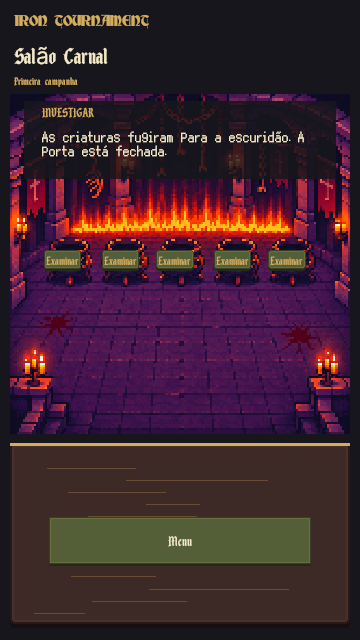 IRON TOURNAMENT
Salão Carnal
Primeira campanha
INVESTIGAR
As criaturas fugiram Para a escuridão. A
Porta está fechada.
Examinar Examinar Examinar Examinar Examinar
Menu